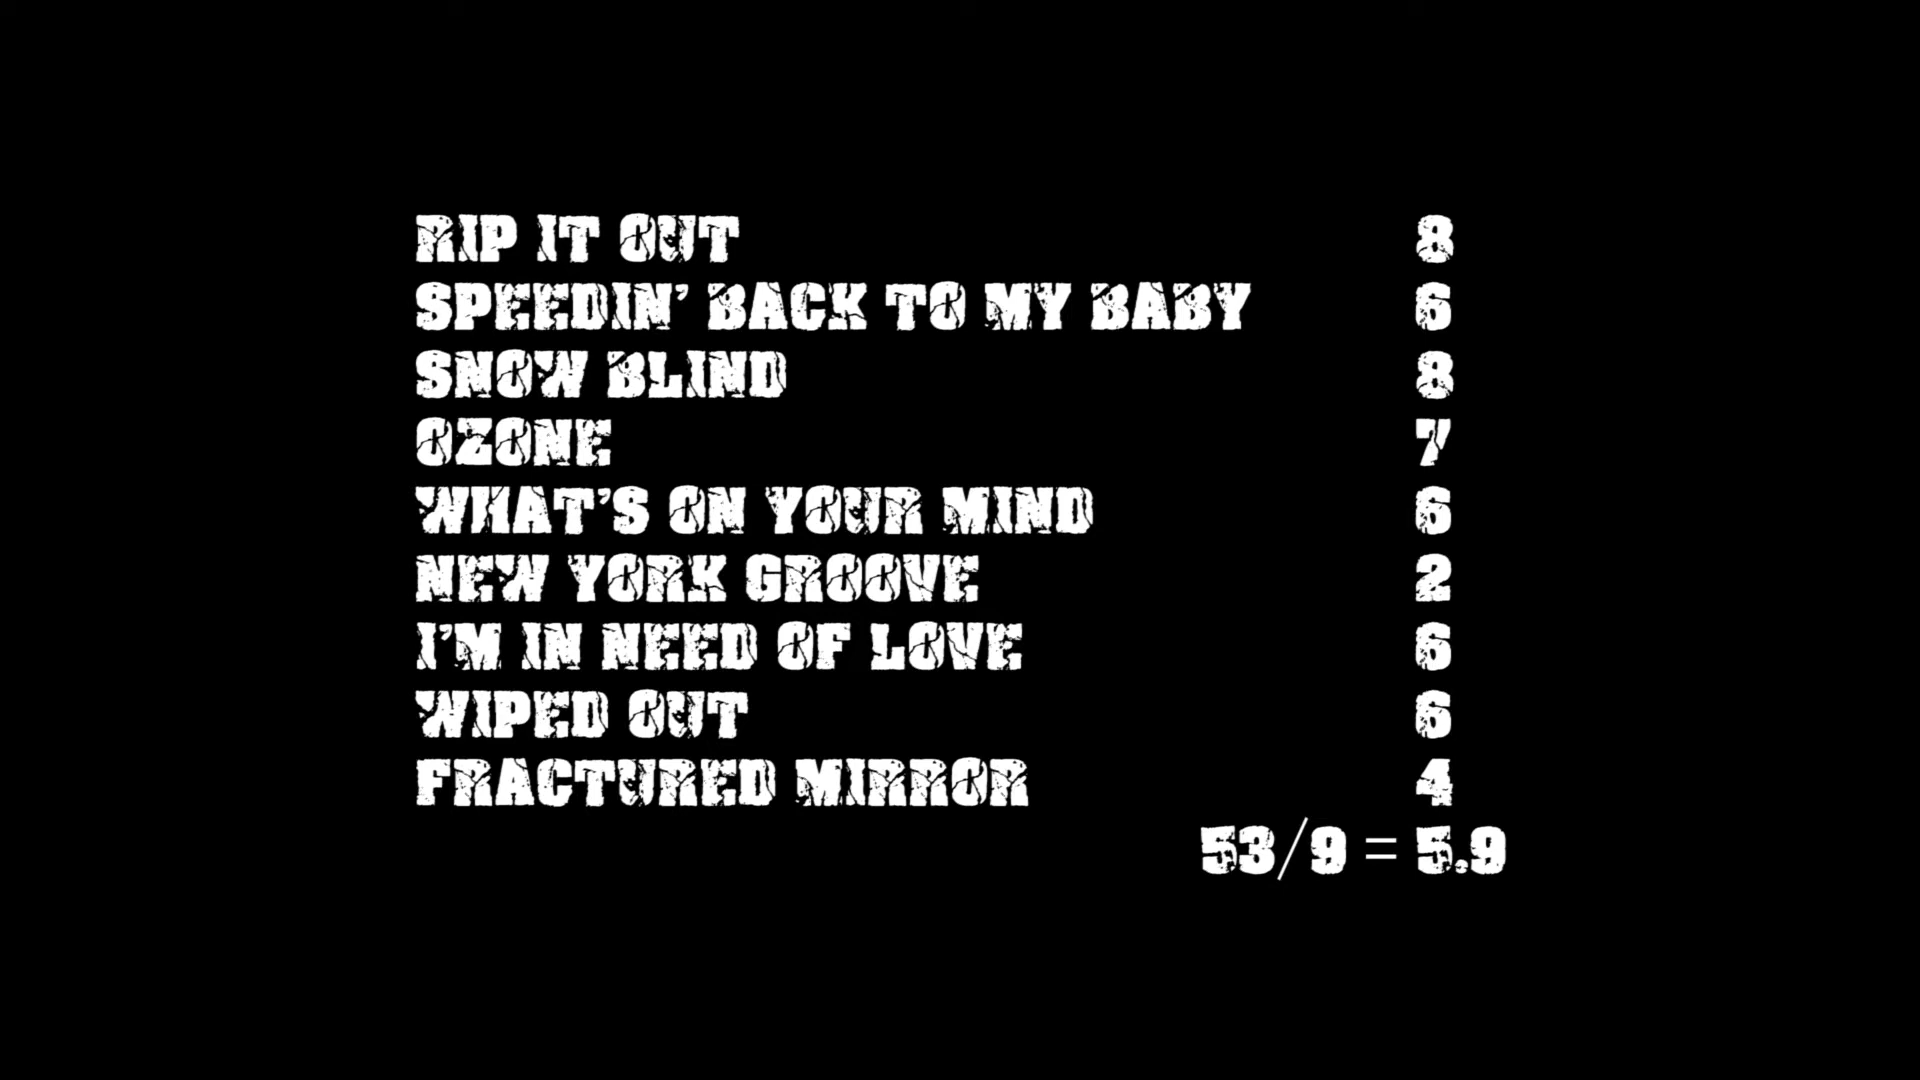 RIP IT OUT 8
SPEEDIN' BACK TO MY BABY 6
SNOW BLIND 8
OZONE 7
WHAT'S ON YOUR MIND 6
NEW YORK GROOVE 2
I'M IN NEED OF LOVE 6
WIPED OUT 6
FRACTURED MIRROR 4
53/9 = 5.9